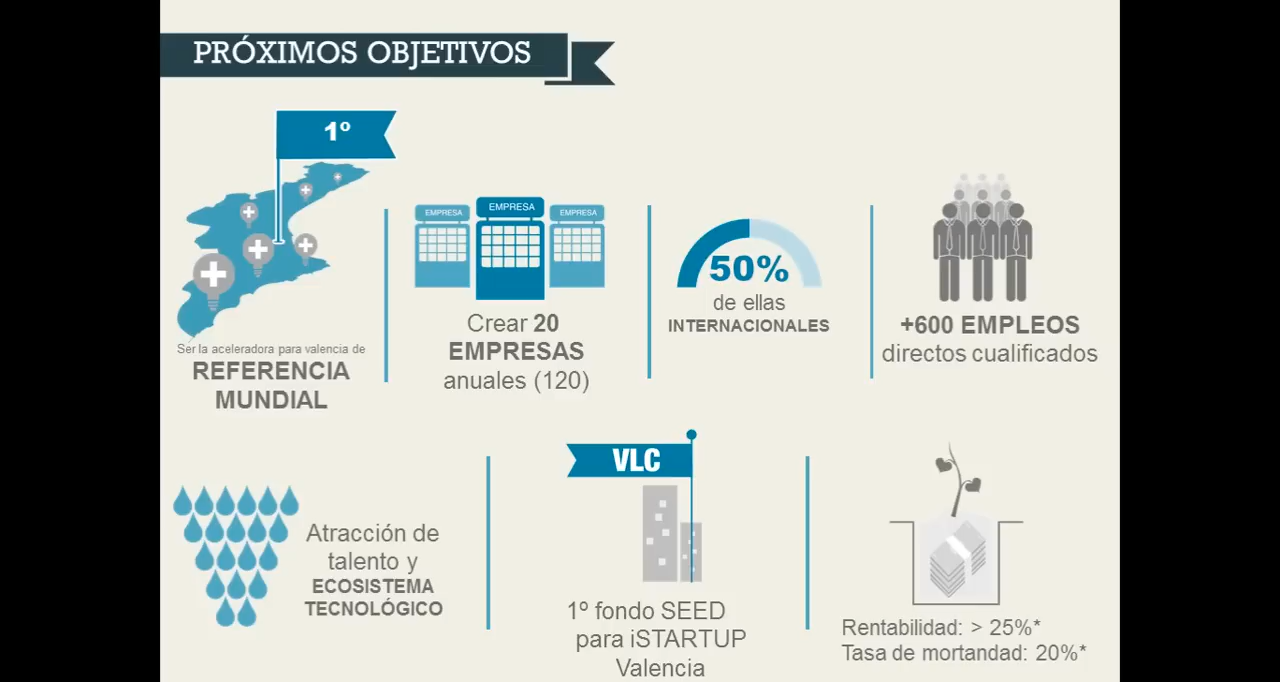 PRÓXIMOS OBJETIVOS
1º
Ser la aceleradora para valencia de
REFERENCIA
MUNDIAL
EMPRESA
EMPRESA
EMPRESA
Crear 20
EMPRESAS
anuales (120)
50%
de ellas
INTERNACIONALES
+600 EMPLEOS
directos cualificados
Atracción de
talento y
ECOSISTEMA
TECNOLÓGICO
VLC
1º fondo SEED
para iSTARTUP
Valencia
Rentabilidad: > 25%*
Tasa de mortandad: 20%*